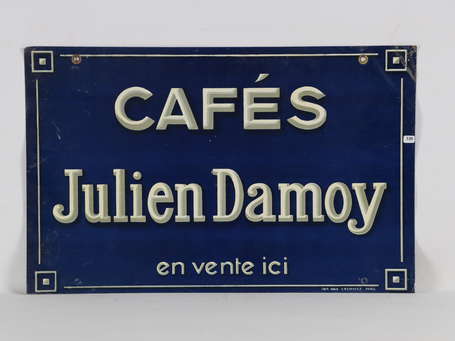 CAFÉS
Julien Damoy
en vente ici